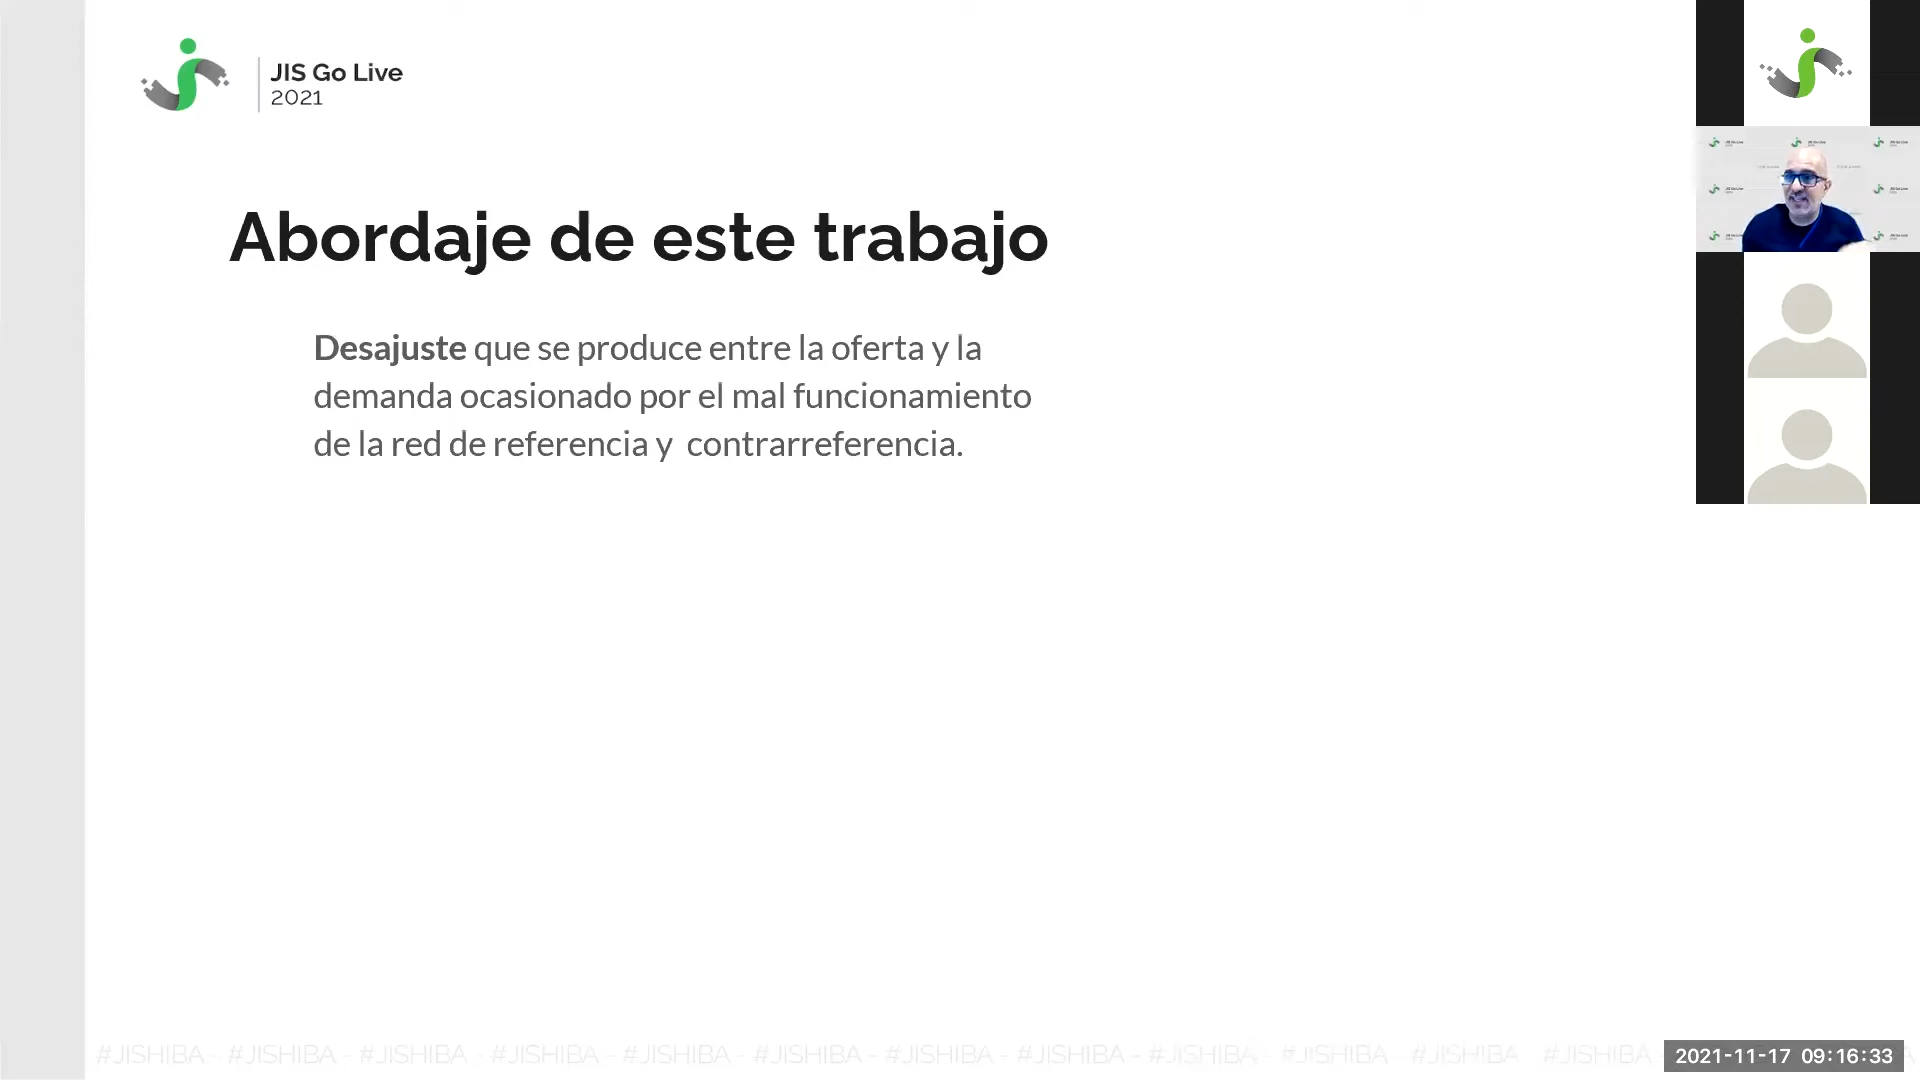 JIS Go Live
2021
Abordaje de este trabajo
Desajuste que se produce entre la oferta y la
demanda ocasionado por el mal funcionamiento
de la red de referencia y contrarreferencia.
#JISHIBA - #JISHIBA - #JISHIBA - #JISHIBA - #JISHIBA - #JISHIBA - #JISHIBA - #JISHIBA - #JISHIBA - #JISHIBA #JISHIBA #JISHIBA -
2021-11-17 09:16:33